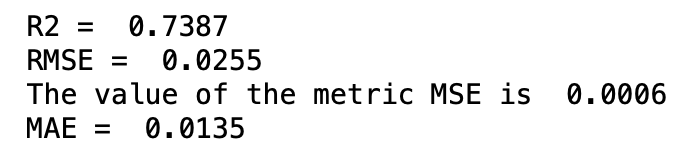 R2 =  0.7387
RMSE =  0.0255
The value of the metric MSE is  0.0006
MAE =  0.0135